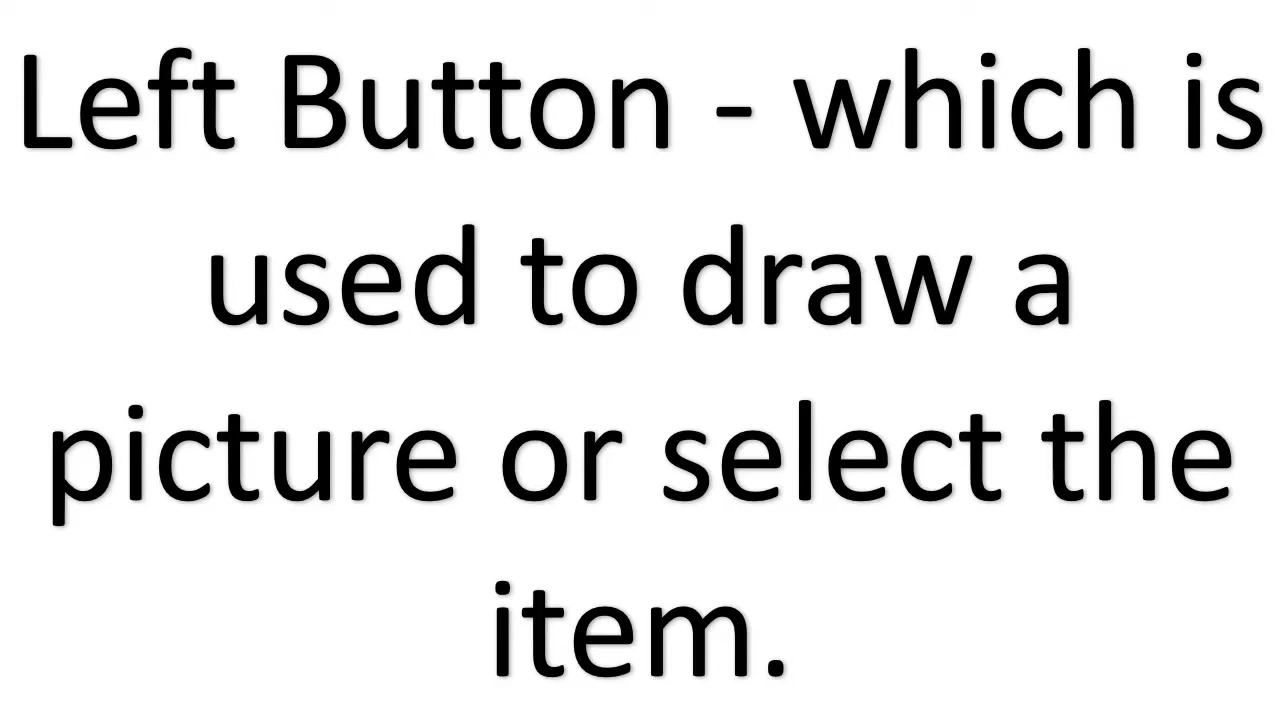 Left Button - which is
used to draw a
picture or select the
item.